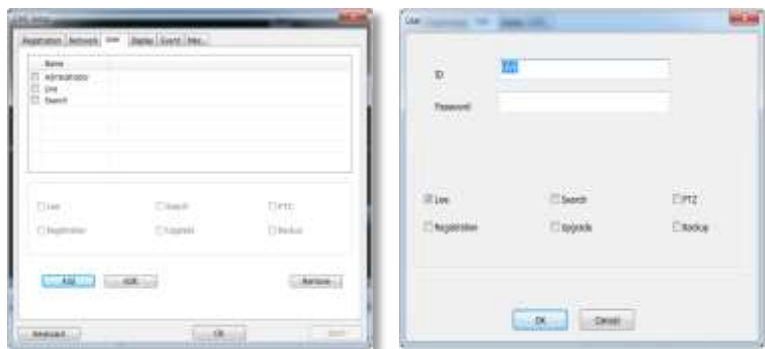 Registration Network User Display Event
Name
Administrator
Live
Search
Live Search PTZ
Registration Upgrade Backup
Add Edit Remove
Keyboard OK
User
ID
Password
Live Search PTZ
Registration Upgrade Backup
OK Cancel